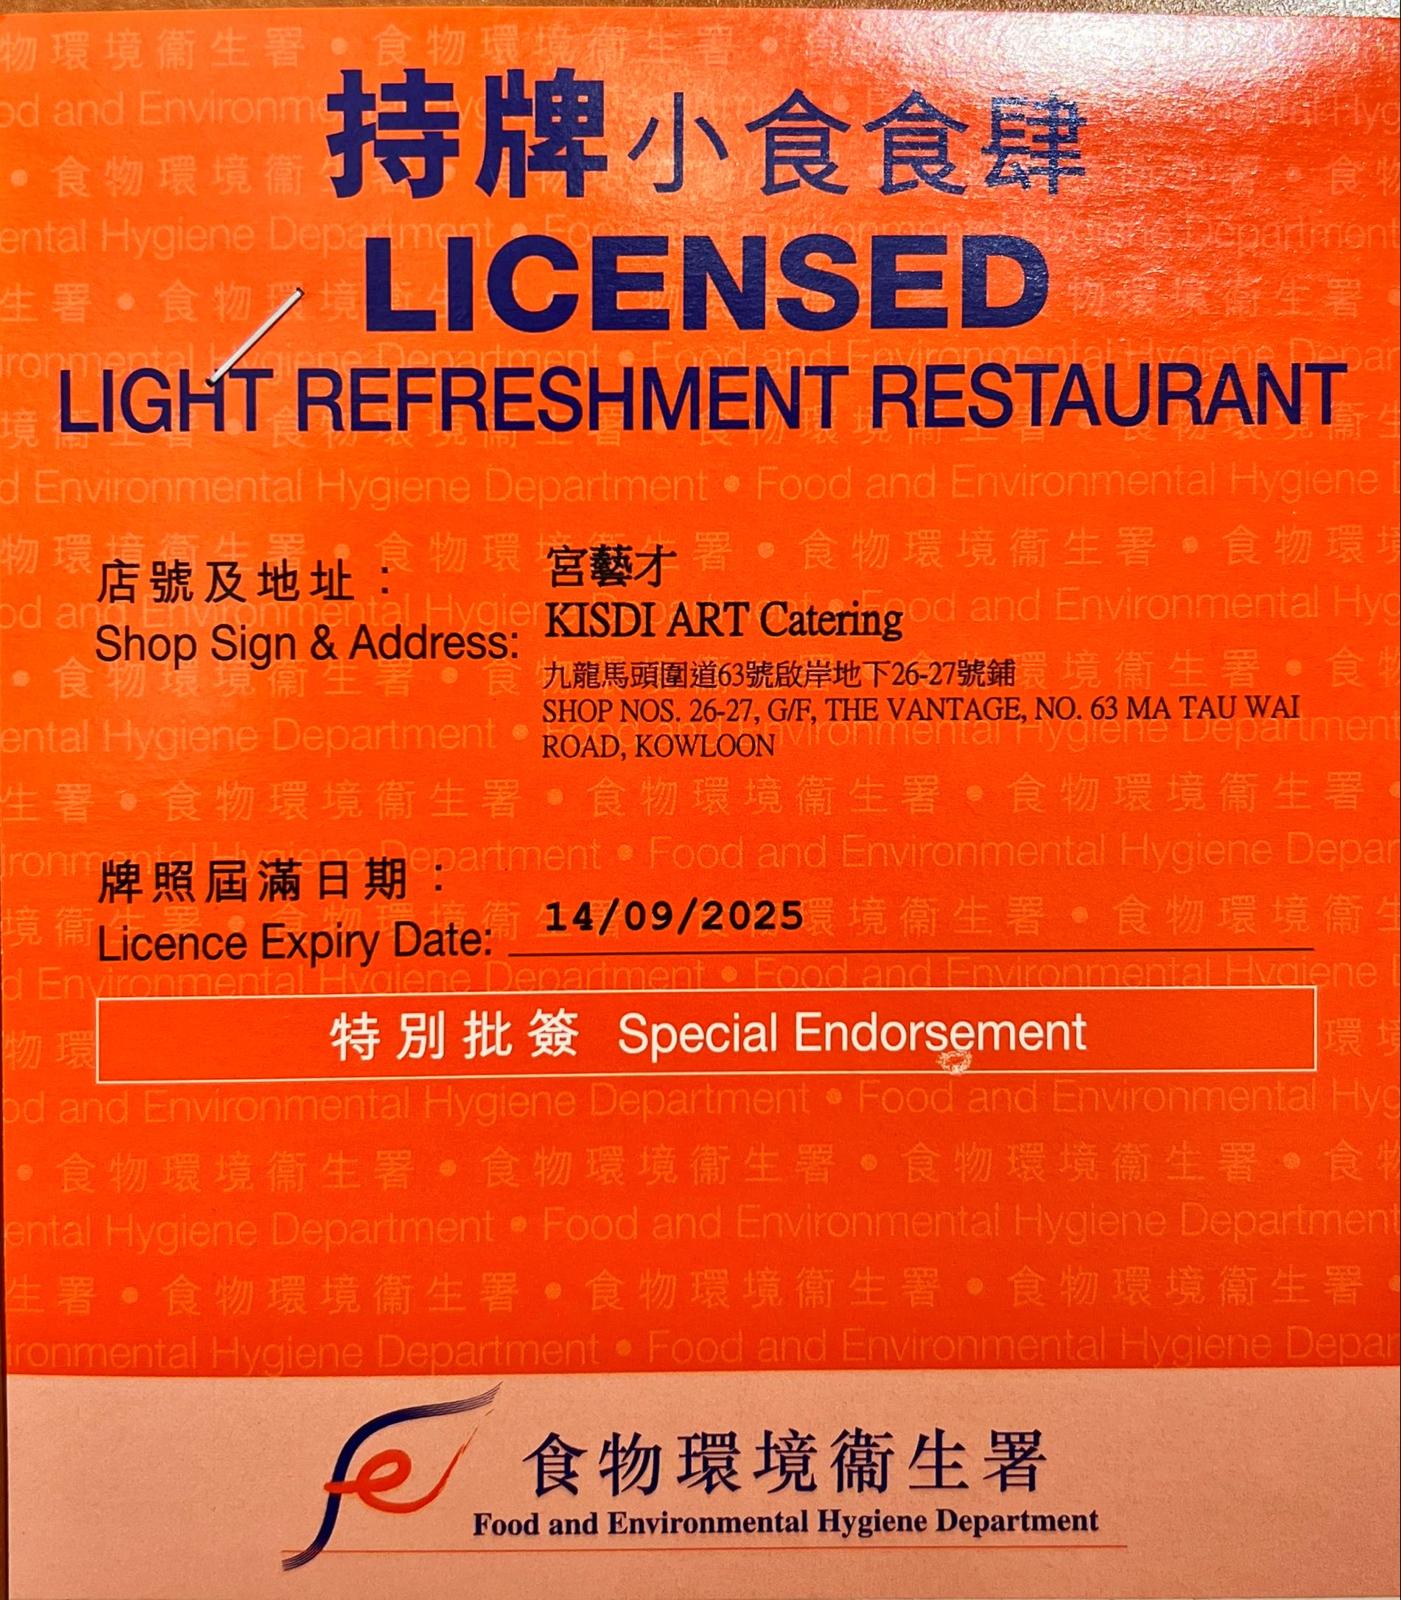 持牌小食食肆
LICENSED
LIGHT REFRESHMENT RESTAURANT
店號及地址：
Shop Sign & Address:
宮藝才
KISDI ART Catering
九龍馬頭圍道63號啟岸地下26-27號鋪
SHOP NOS. 26-27, G/F, THE VANTAGE, NO. 63 MA TAU WAI
ROAD, KOWLOON
牌照屆滿日期：
Licence Expiry Date:
14/09/2025
特別批簽 Special Endorsement
食物環境衞生署
Food and Environmental Hygiene Department